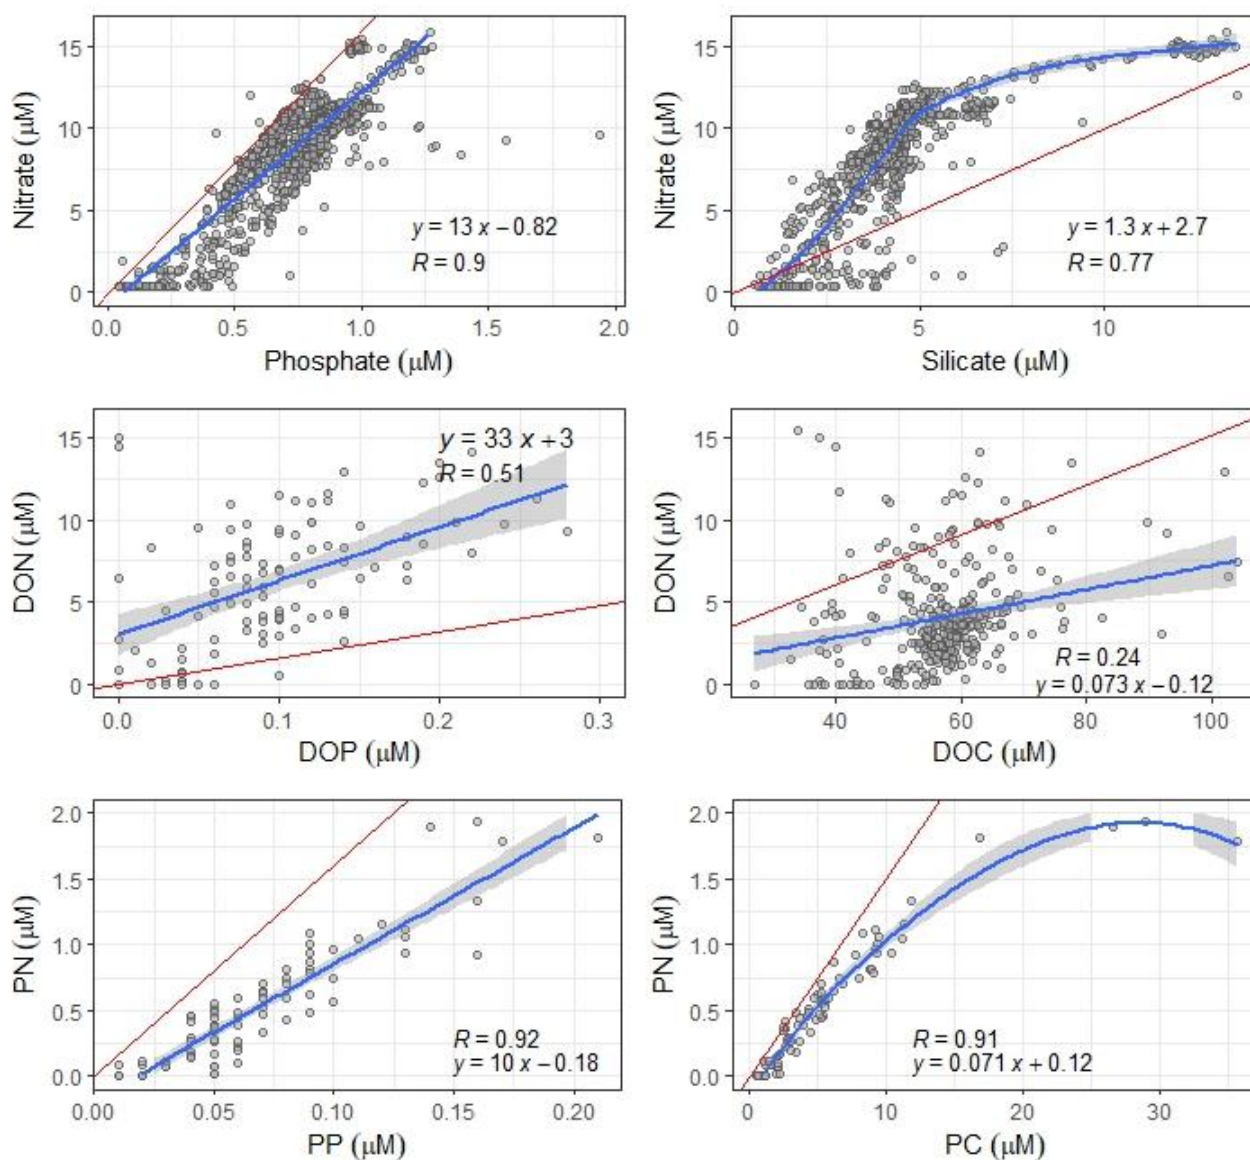 15
10
5
0
Nitrate (μM)
y = 13 x − 0.82
R = 0.9
0.0 0.5 1.0 1.5 2.0
Phosphate (μM)
15
10
5
0
Nitrate (μM)
y = 1.3 x + 2.7
R = 0.77
0 5 10
Silicate (μM)
15
10
5
0
DON (μM)
y = 33 x + 3
R = 0.51
0.0 0.1 0.2 0.3
DOP (μM)
15
10
5
0
DON (μM)
R = 0.24
y = 0.073 x − 0.12
40 60 80 100
DOC (μM)
2.0
1.5
1.0
0.5
0.0
PN (μM)
R = 0.92
y = 10 x − 0.18
0.00 0.05 0.10 0.15 0.20
PP (μM)
2.0
1.5
1.0
0.5
0.0
PN (μM)
R = 0.91
y = 0.071 x + 0.12
0 10 20 30
PC (μM)